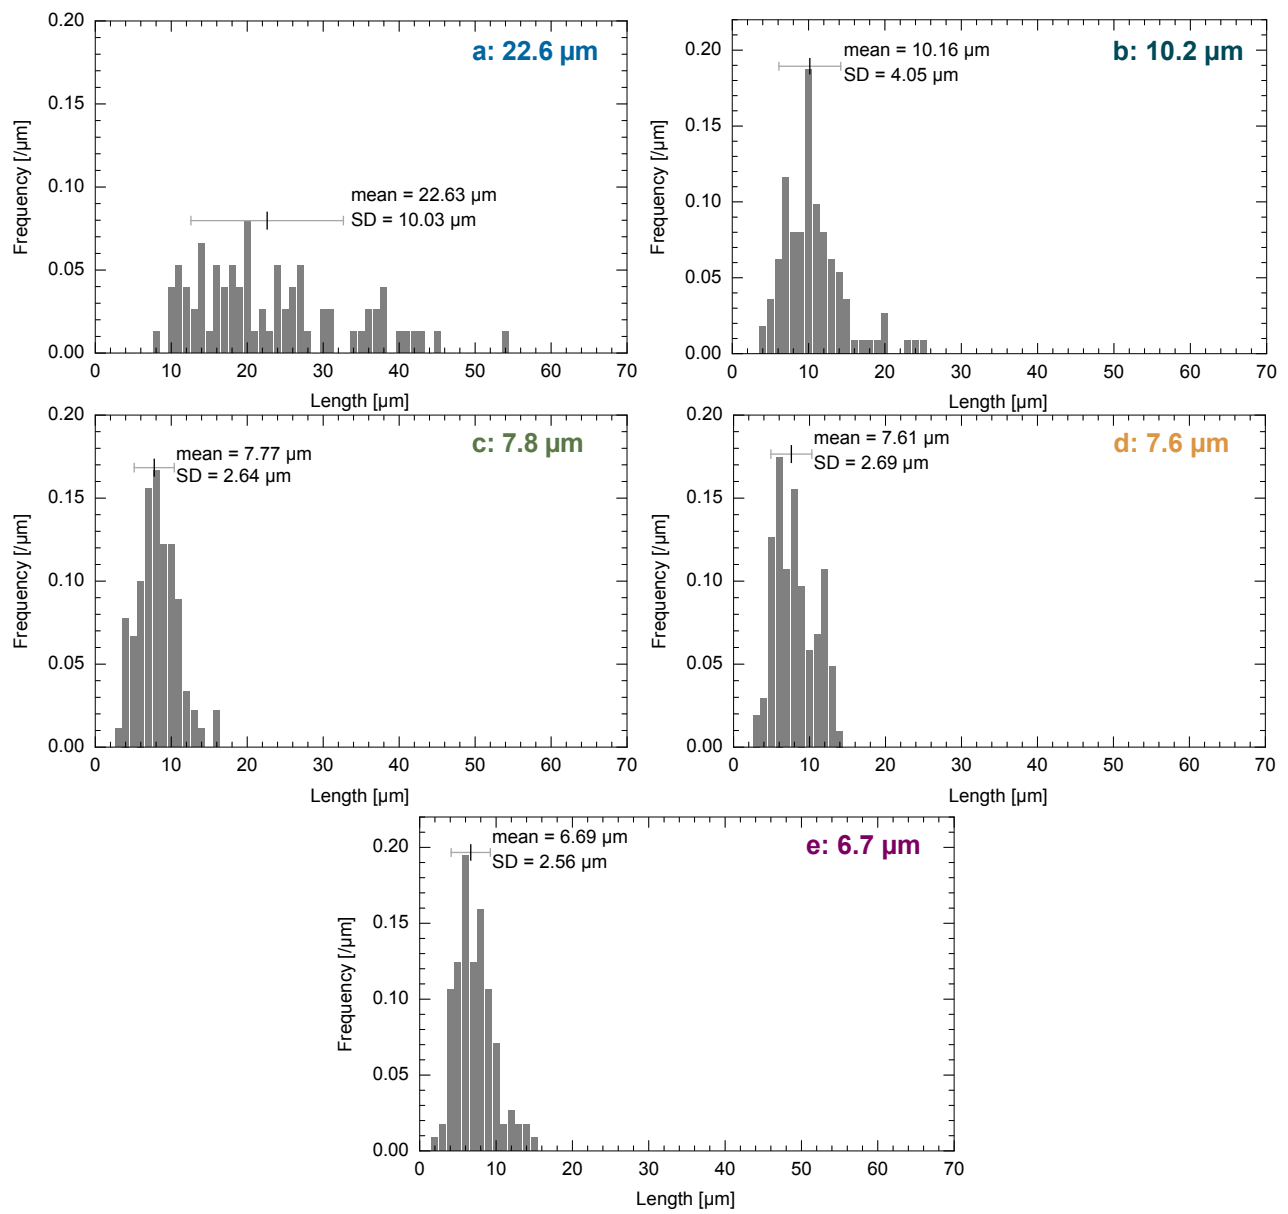 a: 22.6 µm
mean = 22.63 µm
SD = 10.03 µm
Frequency [/µm]
0.20
0.15
0.10
0.05
0.00
0 10 20 30 40 50 60 70
Length [µm]
b: 10.2 µm
mean = 10.16 µm
SD = 4.05 µm
Frequency [/µm]
0.20
0.15
0.10
0.05
0.00
0 10 20 30 40 50 60 70
Length [µm]
c: 7.8 µm
mean = 7.77 µm
SD = 2.64 µm
Frequency [/µm]
0.20
0.15
0.10
0.05
0.00
0 10 20 30 40 50 60 70
Length [µm]
d: 7.6 µm
mean = 7.61 µm
SD = 2.69 µm
Frequency [/µm]
0.20
0.15
0.10
0.05
0.00
0 10 20 30 40 50 60 70
Length [µm]
e: 6.7 µm
mean = 6.69 µm
SD = 2.56 µm
Frequency [/µm]
0.20
0.15
0.10
0.05
0.00
0 10 20 30 40 50 60 70
Length [µm]